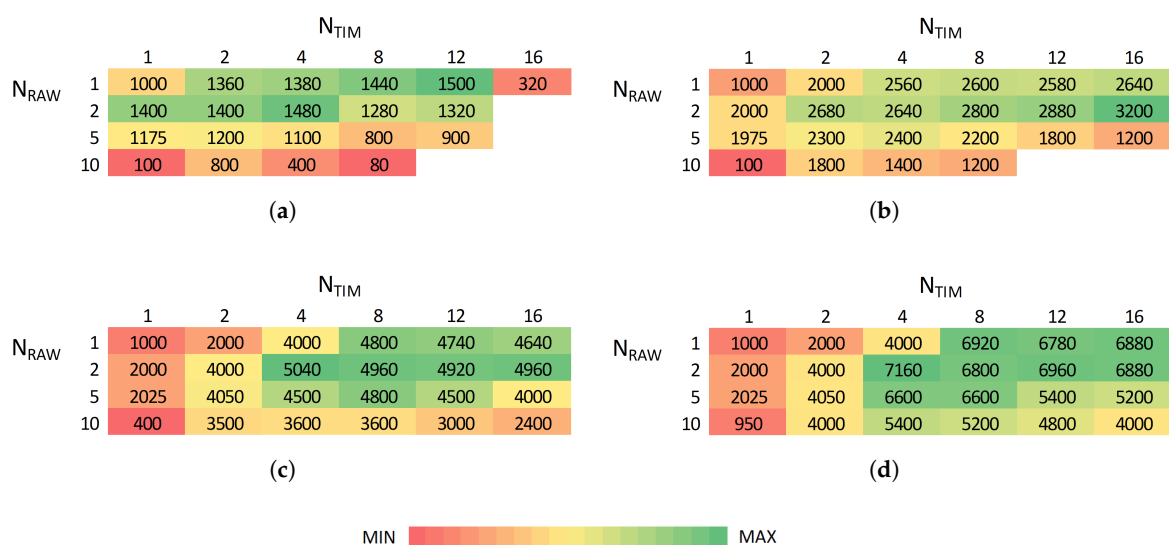 N_TIM
1 2 4 8 12 16
N_RAW
1 1000 1360 1380 1440 1500 320
2 1400 1400 1480 1280 1320
5 1175 1200 1100 800 900
10 100 800 400 80
(a)
N_TIM
1 2 4 8 12 16
N_RAW
1 1000 2000 2560 2600 2580 2640
2 2000 2680 2640 2800 2880 3200
5 1975 2300 2400 2200 1800 1200
10 100 1800 1400 1200
(b)
N_TIM
1 2 4 8 12 16
N_RAW
1 1000 2000 4000 4800 4740 4640
2 2000 4000 5040 4960 4920 4960
5 2025 4050 4500 4800 4500 4000
10 400 3500 3600 3600 3000 2400
(c)
N_TIM
1 2 4 8 12 16
N_RAW
1 1000 2000 4000 6920 6780 6880
2 2000 4000 7160 6800 6960 6880
5 2025 4050 6600 6600 5400 5200
10 950 4000 5400 5200 4800 4000
(d)
MIN MAX